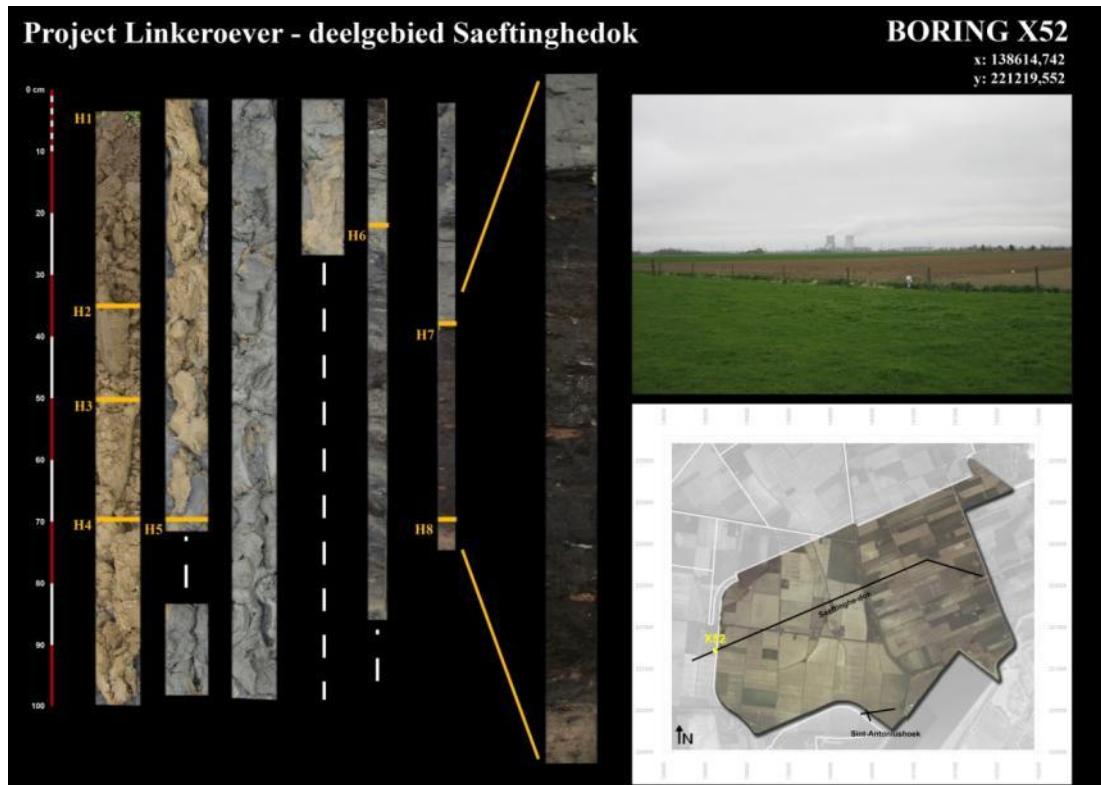 Project Linkeroever - deelgebied Saeftinghedok
BORING X52
x: 138614,742
y: 221219,552
0 cm
10
20
30
40
50
60
70
80
90
100
H1
H2
H3
H4
H5
H6
H7
H8
X52
Saeftinghe-dok
Sint-Antoniushoek
N